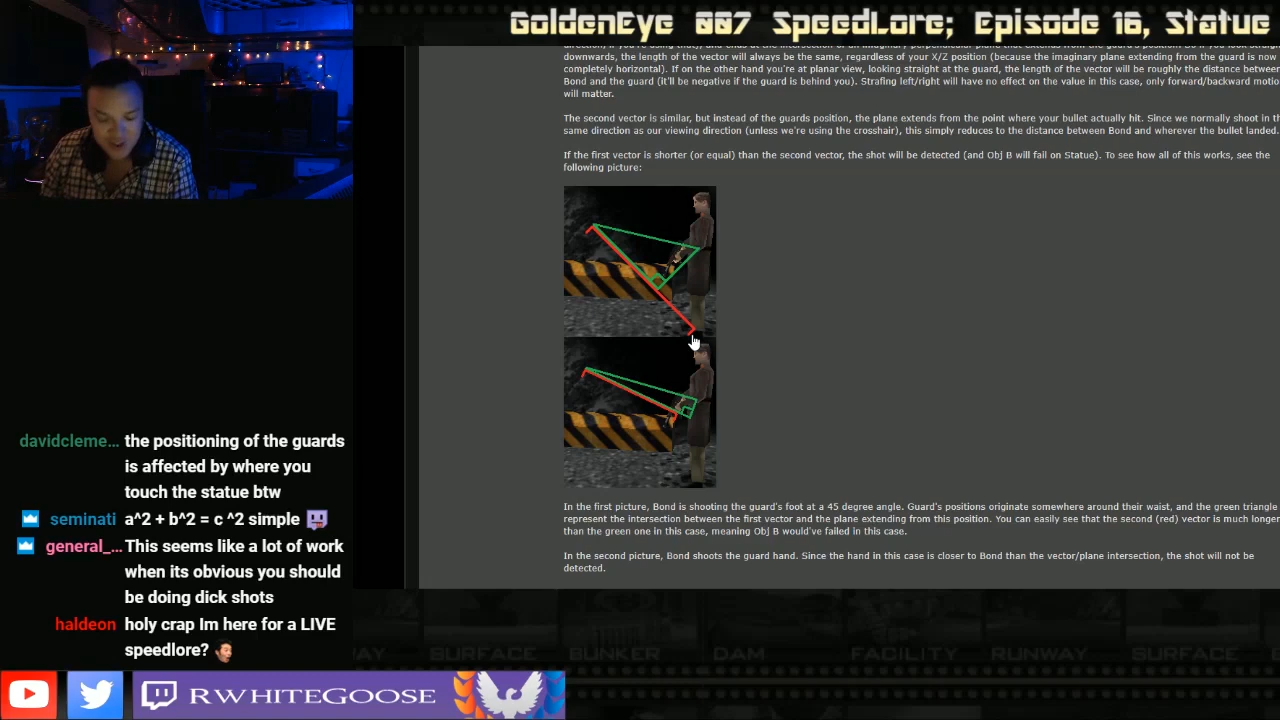 GoldenEye 007 SpeedLore; Episode 16, Statue
downwards, the length of the vector will always be the same, regardless of your X/Z position (because the imaginary plane extending from the guard is now
completely horizontal). If on the other hand you're at planar view, looking straight at the guard, the length of the vector will be roughly the distance between
Bond and the guard (it'll be negative if the guard is behind you). Strafing left/right will have no effect on the value in this case, only forward/backward motio
will matter.
The second vector is similar, but instead of the guards position, the plane extends from the point where your bullet actually hit. Since we normally shoot in th
same direction as our viewing direction (unless we're using the crosshair), this simply reduces to the distance between Bond and wherever the bullet landed.
If the first vector is shorter (or equal) than the second vector, the shot will be detected (and Obj B will fail on Statue). To see how all of this works, see the
following picture:
In the first picture, Bond is shooting the guard's foot at a 45 degree angle. Guard's positions originate somewhere around their waist, and the green triangle
represent the intersection between the first vector and the plane extending from this position. You can easily see that the second (red) vector is much longer
than the green one in this case, meaning Obj B would've failed in this case.
In the second picture, Bond shoots the guard hand. Since the hand in this case is closer to Bond than the vector/plane intersection, the shot will not be
detected.
davidcleme... the positioning of the guards
is affected by where you
touch the statue btw
seminati a^2 + b^2 = c ^2 simple
general_... This seems like a lot of work
when its obvious you should
be doing dick shots
haldeon holy crap Im here for a LIVE
speedlore?
SURFACE BUNKER DAM FACILITY RUNWAY SURFACE
RWHITEGOOSE